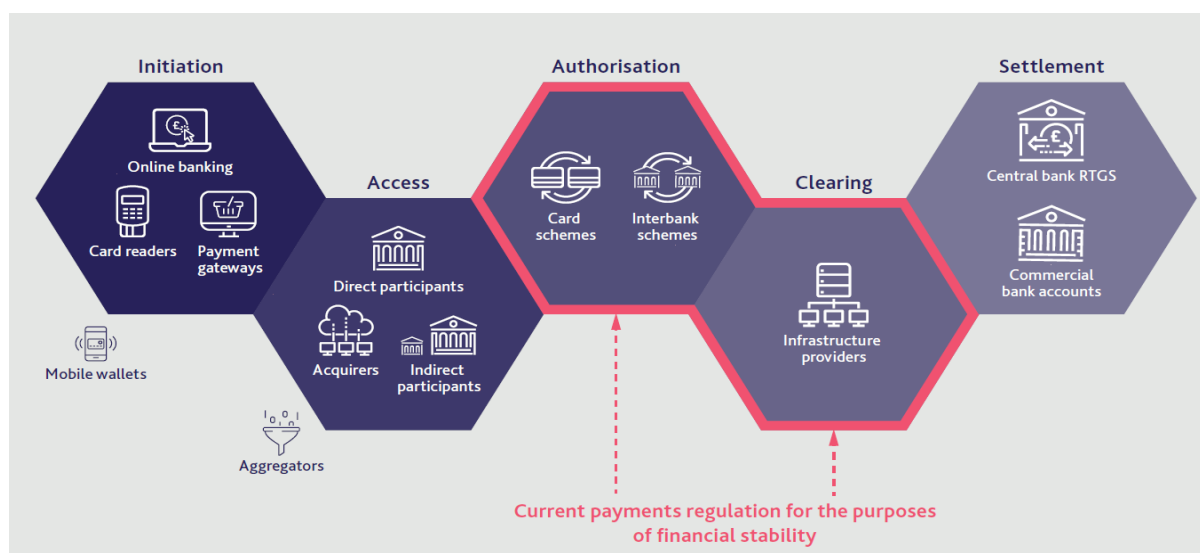 Initiation
Online banking
Card readers
Payment
gateways
Mobile wallets
Access
Direct participants
Acquirers
Indirect
participants
Aggregators
Authorisation
Card
schemes
Interbank
schemes
Clearing
Infrastructure
providers
Settlement
£
Central bank RTGS
Commercial
bank accounts
Current payments regulation for the purposes
of financial stability